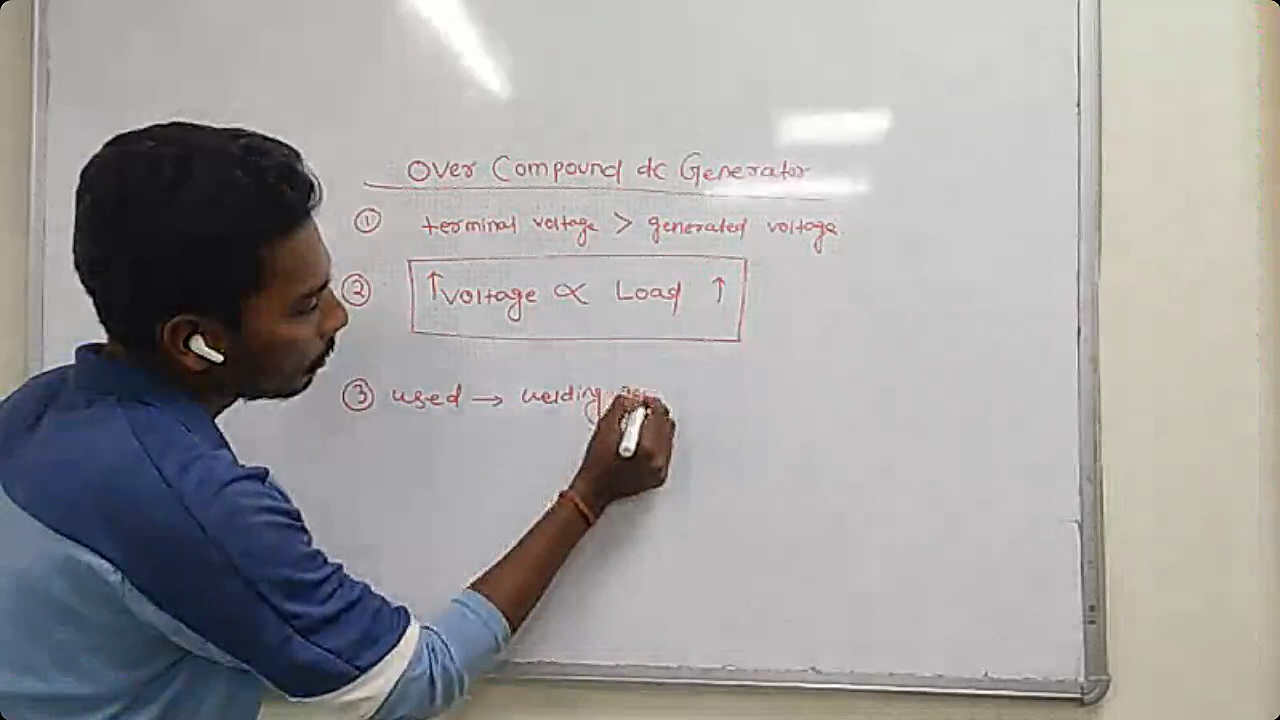 Over Compound dc Generator
① terminal voltage > generated voltage.
② ↑voltage ∝ Load ↑
③ used → welding